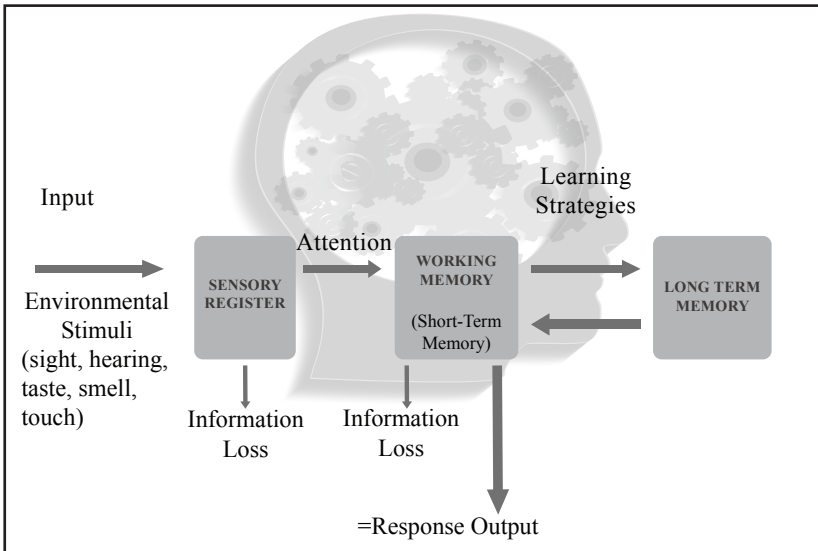 Input
Environmental
Stimuli
(sight, hearing,
taste, smell,
touch)
SENSORY
REGISTER
Information
Loss
Attention
WORKING
MEMORY
(Short-Term
Memory)
Information
Loss
=Response Output
Learning
Strategies
LONG TERM
MEMORY